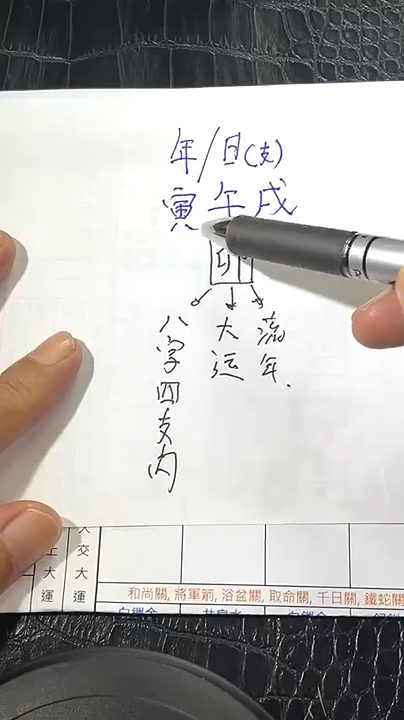 年/日(支)
寅午戌
卯
八字四支內
大运
流年.
大運
交大運
和尚關, 將軍箭, 浴盆關, 取命關, 千日關, 鐵蛇關